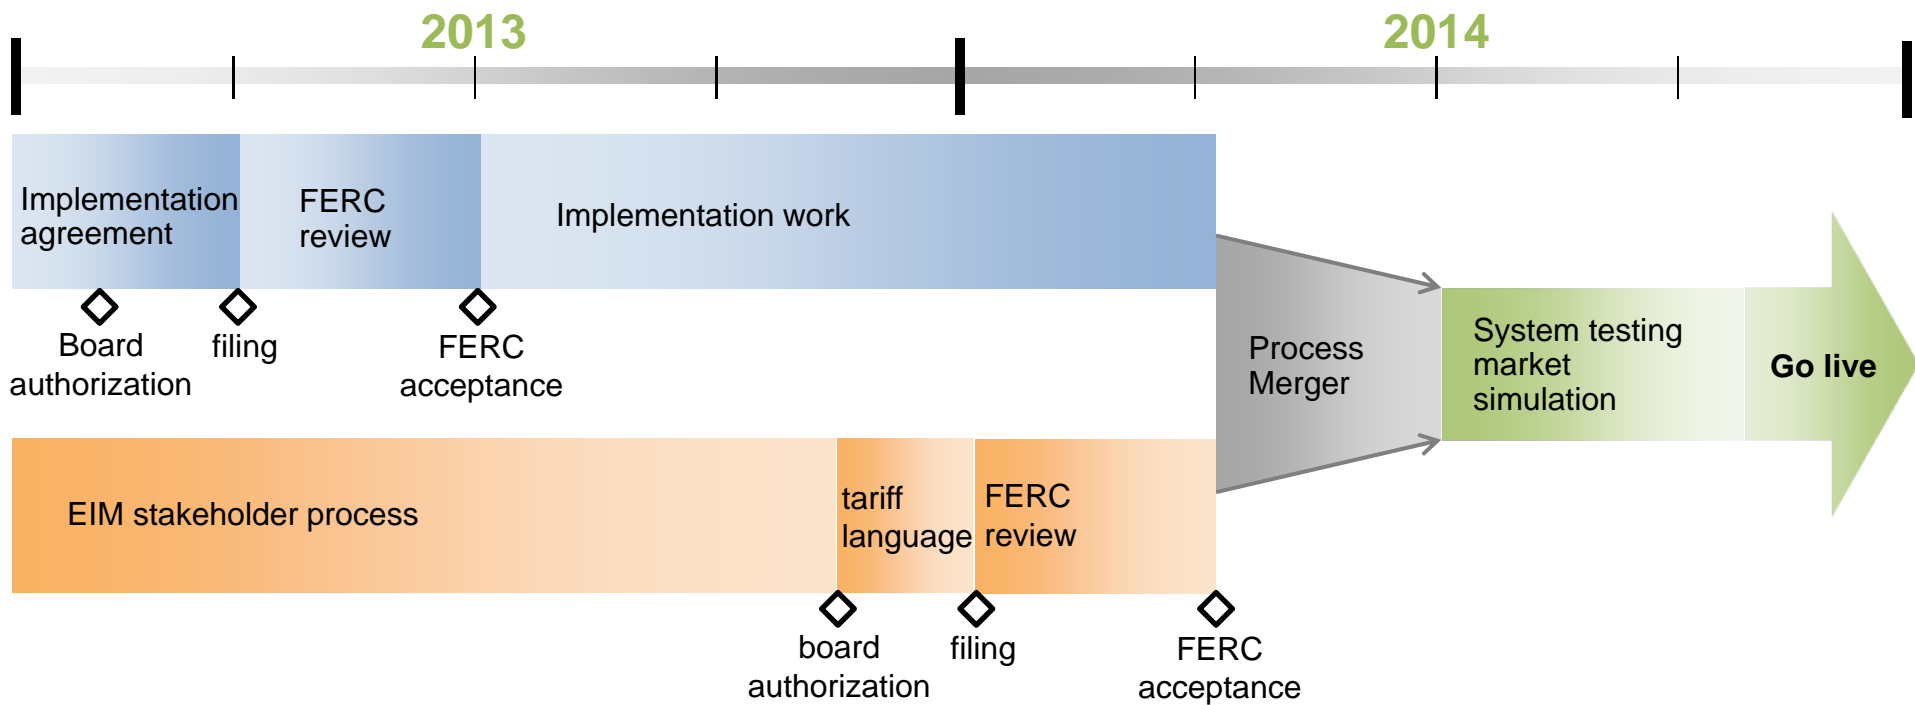 2013
2014
Implementation
agreement
FERC
review
Implementation work
Board
authorization
filing
FERC
acceptance
Process
Merger
System testing
market
simulation
Go live
EIM stakeholder process
tariff
language
FERC
review
board
authorization
filing
FERC
acceptance